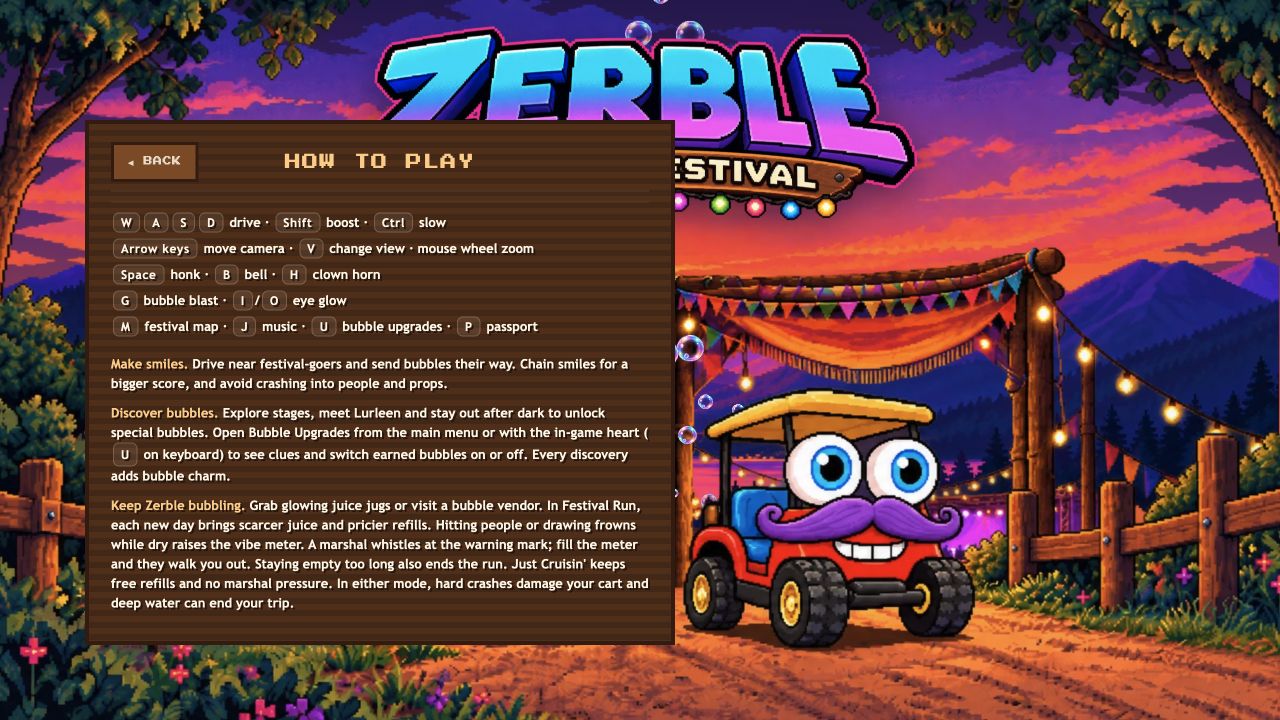 ZERBLE
ESTIVAL
◂ BACK
HOW TO PLAY
W A S D drive · Shift boost · Ctrl slow
Arrow keys move camera · V change view · mouse wheel zoom
Space honk · B bell · H clown horn
G bubble blast · I / O eye glow
M festival map · J music · U bubble upgrades · P passport
Make smiles. Drive near festival-goers and send bubbles their way. Chain smiles for a
bigger score, and avoid crashing into people and props.
Discover bubbles. Explore stages, meet Lurleen and stay out after dark to unlock
special bubbles. Open Bubble Upgrades from the main menu or with the in-game heart (
U on keyboard) to see clues and switch earned bubbles on or off. Every discovery
adds bubble charm.
Keep Zerble bubbling. Grab glowing juice jugs or visit a bubble vendor. In Festival Run,
each new day brings scarcer juice and pricier refills. Hitting people or drawing frowns
while dry raises the vibe meter. A marshal whistles at the warning mark; fill the meter
and they walk you out. Staying empty too long also ends the run. Just Cruisin' keeps
free refills and no marshal pressure. In either mode, hard crashes damage your cart and
deep water can end your trip.